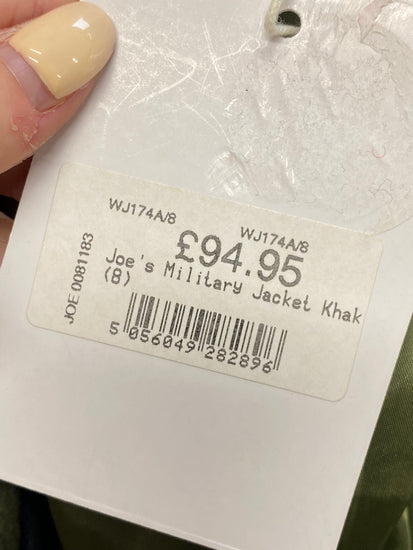 WJ174A/8
WJ174A/8
£94.95
Joe's Military Jacket Khak
(8)
5 056049 282896
JOE 0081183